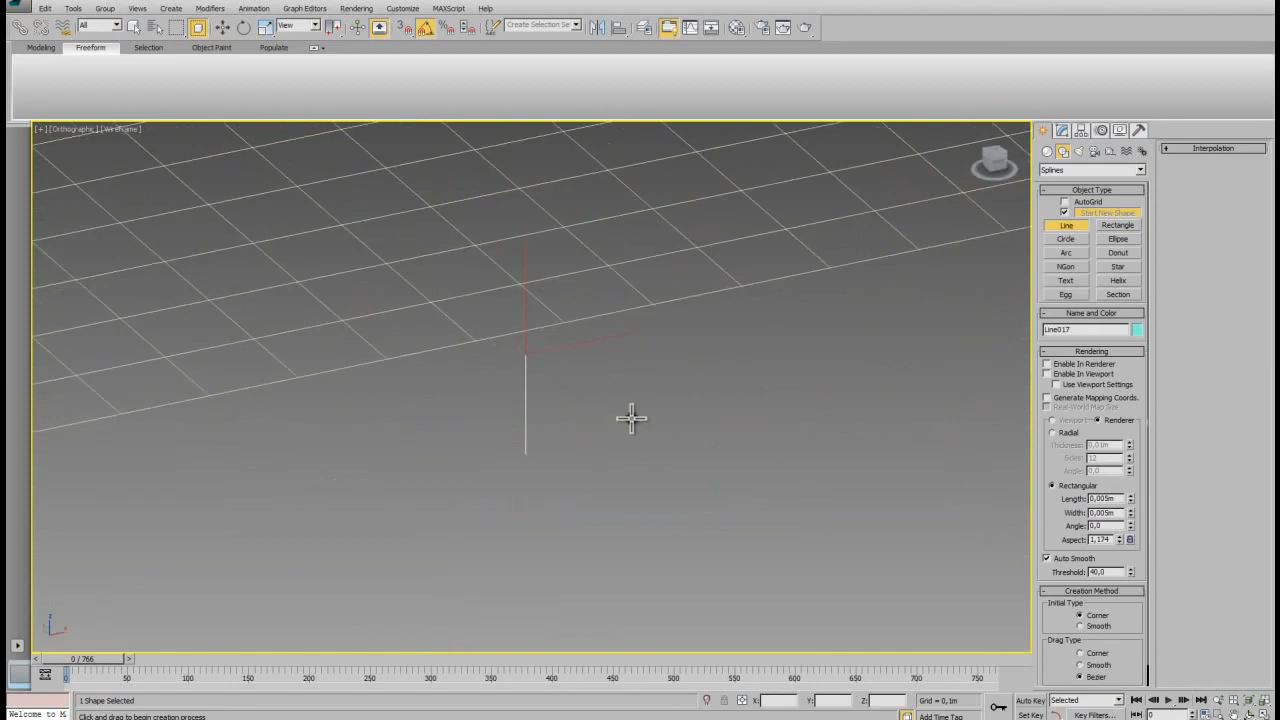 Edit Tools Group Views Create Modifiers Animation Graph Editors Rendering Customize MAXScript Help
All View Create Selection Se
Modeling Freeform Selection Object Paint Populate
[+] [Orthographic] [Wireframe]
Interpolation
Splines
Object Type
AutoGrid
Start New Shape
Line Rectangle
Circle Ellipse
Arc Donut
NGon Star
Text Helix
Egg Section
Name and Color
Line017
Rendering
Enable In Renderer
Enable In Viewport
Use Viewport Settings
Generate Mapping Coords.
Real-World Map Size
Viewport Renderer
Radial
Thickness: 0,01m
Sides: 12
Angle: 0,0
Rectangular
Length: 0,005m
Width: 0,005m
Angle: 0,0
Aspect: 1,174
Auto Smooth
Threshold: 40,0
Creation Method
Initial Type
Corner
Smooth
Drag Type
Corner
Smooth
Bezier
z
x
0 / 766
50 100 150 200 250 300 350 400 450 500 550 600 650 700 750
1 Shape Selected X: Y: Z: Grid = 0,1m Auto Key Selected
Welcome to M Click and drag to begin creation process Add Time Tag Set Key Key Filters... 0